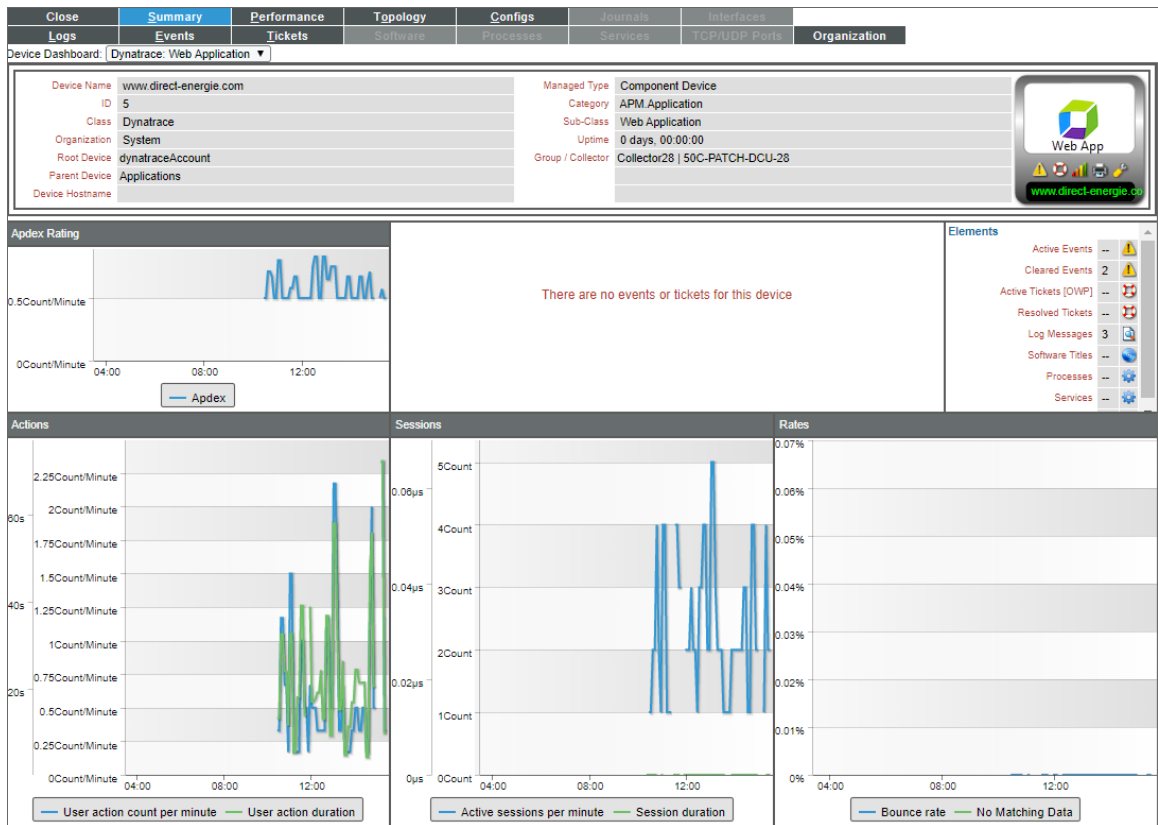 Close Summary Performance Topology Configs Journals Interfaces
Logs Events Tickets Software Processes Services TCP/UDP Ports Organization
Device Dashboard: Dynatrace: Web Application ▼
Device Name www.direct-energie.com Managed Type Component Device
ID 5 Category APM.Application
Class Dynatrace Sub-Class Web Application
Organization System Uptime 0 days, 00:00:00
Root Device dynatraceAccount Group / Collector Collector28 | 50C-PATCH-DCU-28
Parent Device Applications
Device Hostname
Web App
www.direct-energie.co
Apdex Rating
0.5Count/Minute
0Count/Minute
04:00 08:00 12:00
Apdex
There are no events or tickets for this device
Elements
Active Events --
Cleared Events 2
Active Tickets [OWP] --
Resolved Tickets --
Log Messages 3
Software Titles --
Processes --
Services --
Actions
2.25Count/Minute
2Count/Minute
60s
1.75Count/Minute
1.5Count/Minute
40s
1.25Count/Minute
1Count/Minute
0.75Count/Minute
20s
0.5Count/Minute
0.25Count/Minute
0Count/Minute
04:00 08:00 12:00
User action count per minute User action duration
Sessions
5Count
0.06µs
4Count
0.04µs 3Count
2Count
0.02µs
1Count
0µs 0Count
04:00 08:00 12:00
Active sessions per minute Session duration
Rates
0.07%
0.06%
0.05%
0.04%
0.03%
0.02%
0.01%
0%
04:00 08:00 12:00
Bounce rate No Matching Data